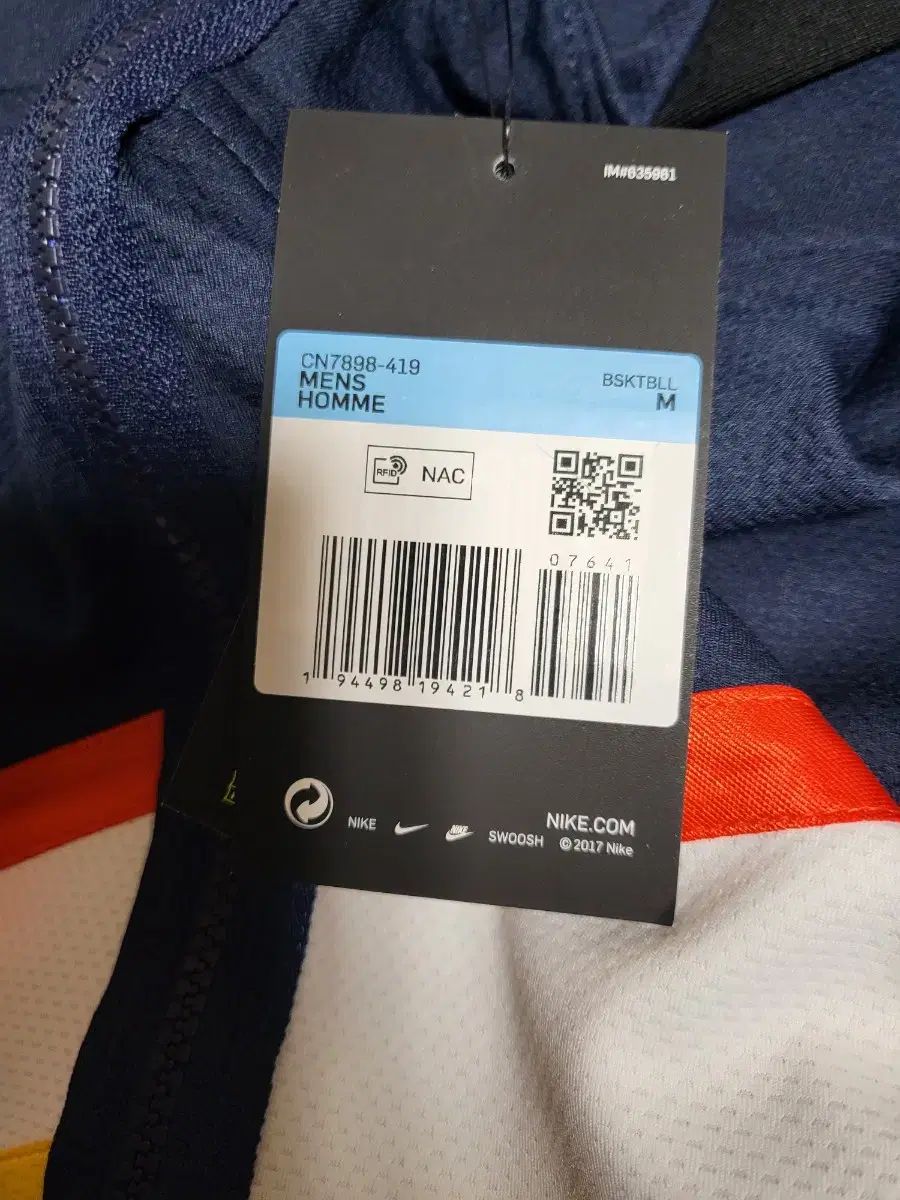 IM#635961
CN7898-419
MENS
HOMME
BSKTBLL
M
RFID
NAC
07641
1 94498 19421 8
NIKE
NIKE
SWOOSH
NIKE.COM
© 2017 Nike